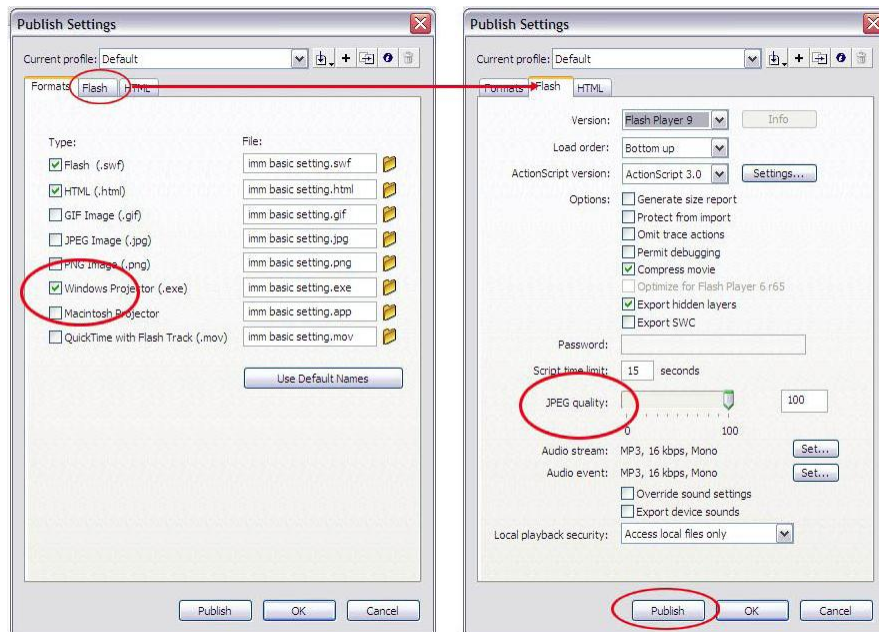 Publish Settings
Current profile: Default
Formats Flash HTML
Type: File:
Flash (.swf) imm basic setting.swf
HTML (.html) imm basic setting.html
GIF Image (.gif) imm basic setting.gif
JPEG Image (.jpg) imm basic setting.jpg
PNG Image (.png) imm basic setting.png
Windows Projector (.exe) imm basic setting.exe
Macintosh Projector imm basic setting.app
QuickTime with Flash Track (.mov) imm basic setting.mov
Use Default Names
Publish OK Cancel
Publish Settings
Current profile: Default
Formats Flash HTML
Version: Flash Player 9 Info
Load order: Bottom up
ActionScript version: ActionScript 3.0 Settings...
Options: Generate size report
Protect from import
Omit trace actions
Permit debugging
Compress movie
Optimize for Flash Player 6 r65
Export hidden layers
Export SWC
Password:
Script time limit: 15 seconds
JPEG quality: 100
0 100
Audio stream: MP3, 16 kbps, Mono Set...
Audio event: MP3, 16 kbps, Mono Set...
Override sound settings
Export device sounds
Local playback security: Access local files only
Publish OK Cancel